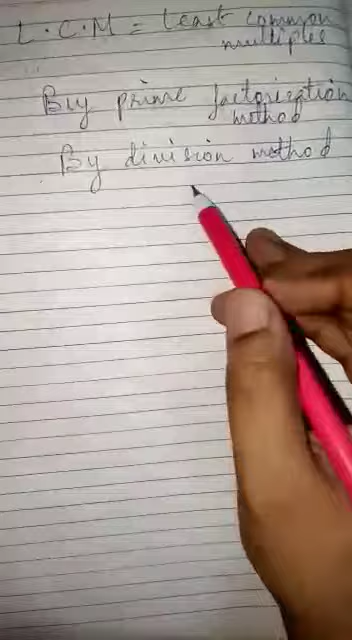 L.C.M = Least common
multiples
By prime factorization
method
By division method